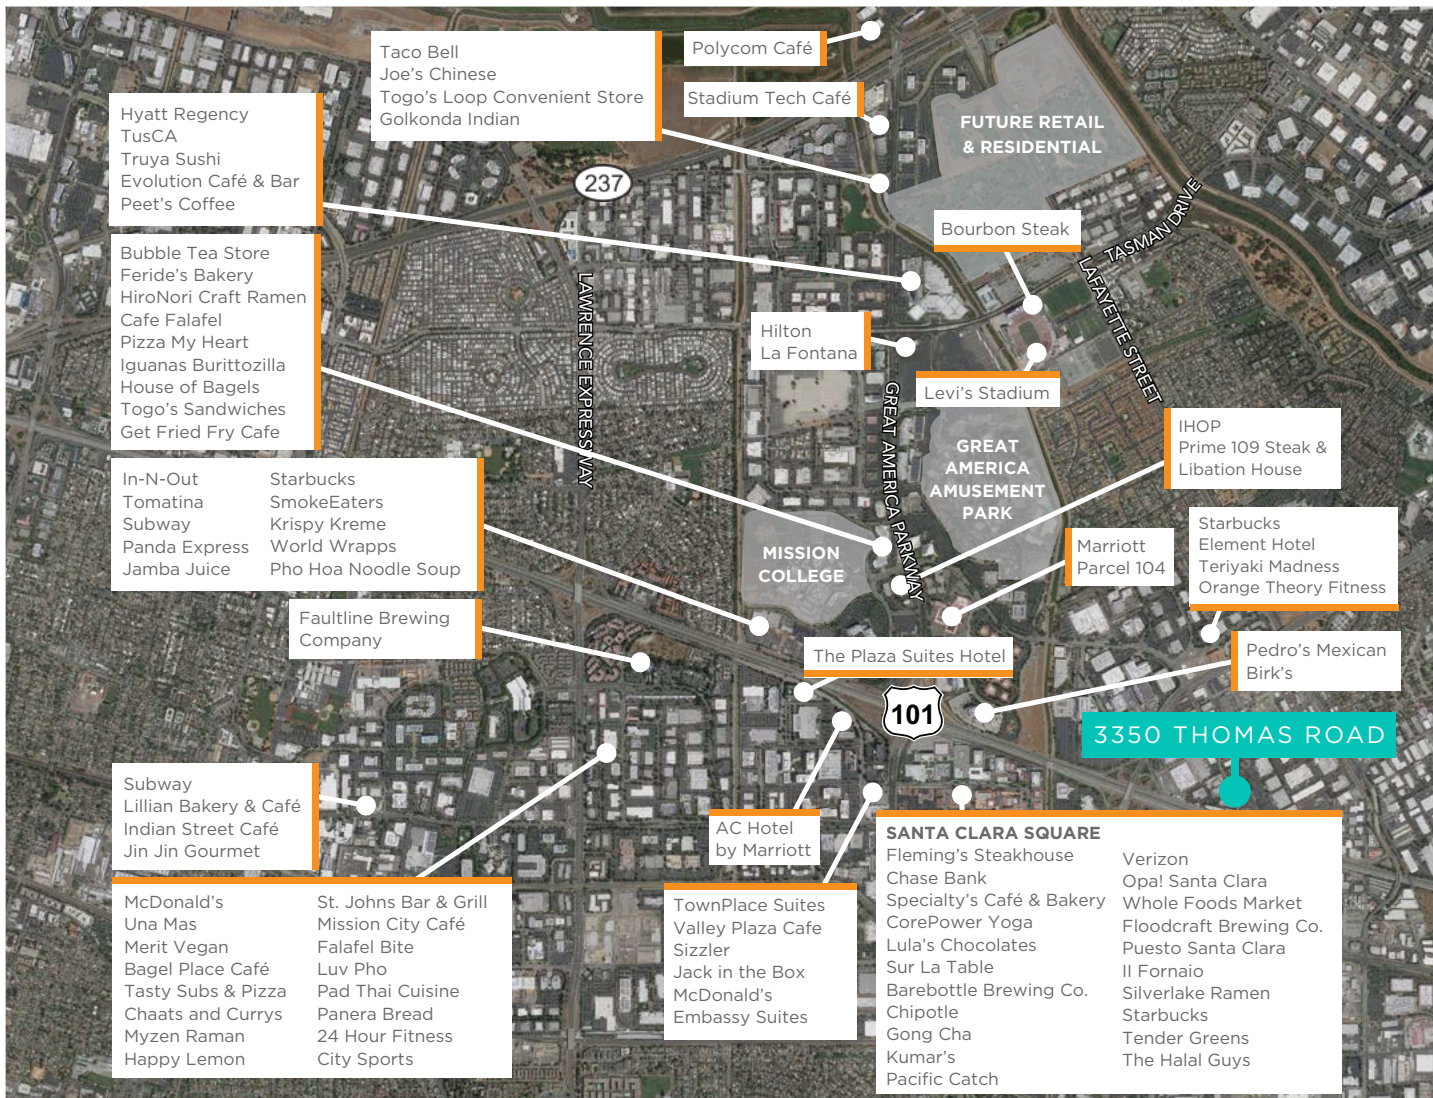 Polycom Café
Taco Bell
Joe's Chinese
Togo's Loop Convenient Store
Golkonda Indian
Stadium Tech Café
Hyatt Regency
TusCA
Truya Sushi
Evolution Café & Bar
Peet's Coffee
FUTURE RETAIL
& RESIDENTIAL
237
Bourbon Steak
TASMAN DRIVE
LAFAYETTE STREET
Bubble Tea Store
Feride's Bakery
HiroNori Craft Ramen
Cafe Falafel
Pizza My Heart
Iguanas Burittozilla
House of Bagels
Togo's Sandwiches
Get Fried Fry Cafe
LAWRENCE EXPRESSWAY
Hilton
La Fontana
Levi's Stadium
GREAT AMERICA PARKWAY
GREAT
AMERICA
AMUSEMENT
PARK
IHOP
Prime 109 Steak &
Libation House
In-N-Out
Tomatina
Subway
Panda Express
Jamba Juice
Starbucks
SmokeEaters
Krispy Kreme
World Wrapps
Pho Hoa Noodle Soup
MISSION
COLLEGE
Marriott
Parcel 104
Starbucks
Element Hotel
Teriyaki Madness
Orange Theory Fitness
Faultline Brewing
Company
The Plaza Suites Hotel
Pedro's Mexican
Birk's
101
3350 THOMAS ROAD
Subway
Lillian Bakery & Café
Indian Street Café
Jin Jin Gourmet
AC Hotel
by Marriott
McDonald's
Una Mas
Merit Vegan
Bagel Place Café
Tasty Subs & Pizza
Chaats and Currys
Myzen Raman
Happy Lemon
St. Johns Bar & Grill
Mission City Café
Falafel Bite
Luv Pho
Pad Thai Cuisine
Panera Bread
24 Hour Fitness
City Sports
TownPlace Suites
Valley Plaza Cafe
Sizzler
Jack in the Box
McDonald's
Embassy Suites
SANTA CLARA SQUARE
Fleming's Steakhouse
Chase Bank
Specialty's Café & Bakery
CorePower Yoga
Lula's Chocolates
Sur La Table
Barebottle Brewing Co.
Chipotle
Gong Cha
Kumar's
Pacific Catch
Verizon
Opa! Santa Clara
Whole Foods Market
Floodcraft Brewing Co.
Puesto Santa Clara
Il Fornaio
Silverlake Ramen
Starbucks
Tender Greens
The Halal Guys